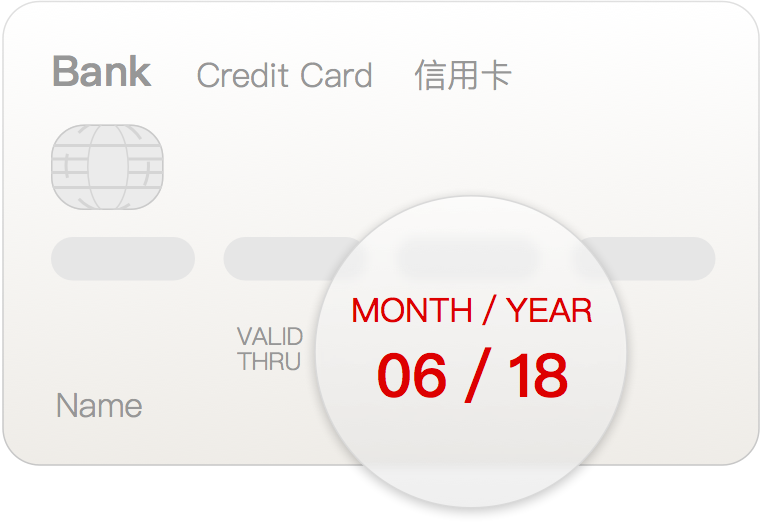 Bank Credit Card 信用卡
MONTH / YEAR
VALID
THRU
06 / 18
Name